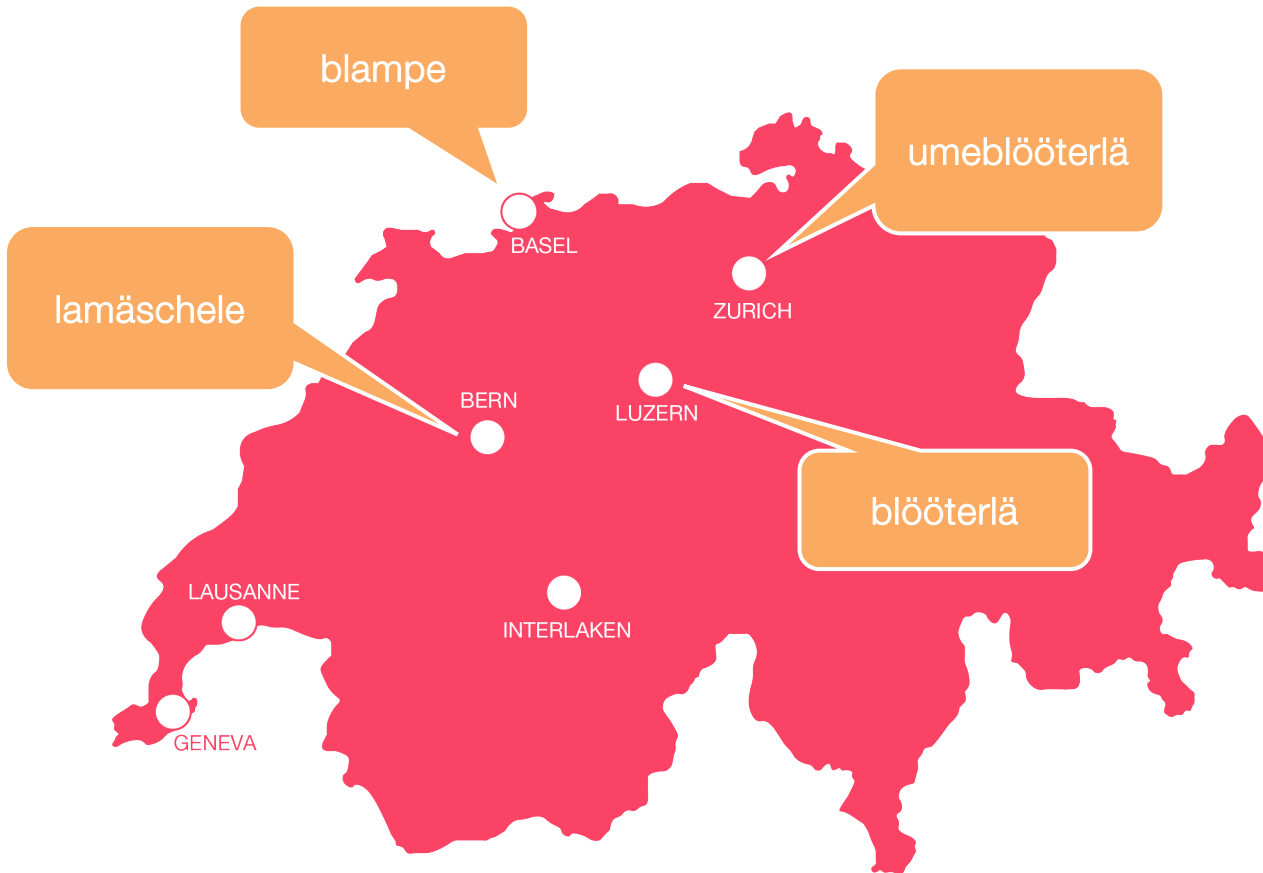 blampe
umeblööterlä
BASEL
lamäschele
ZURICH
BERN
LUZERN
blööterlä
LAUSANNE
INTERLAKEN
GENEVA